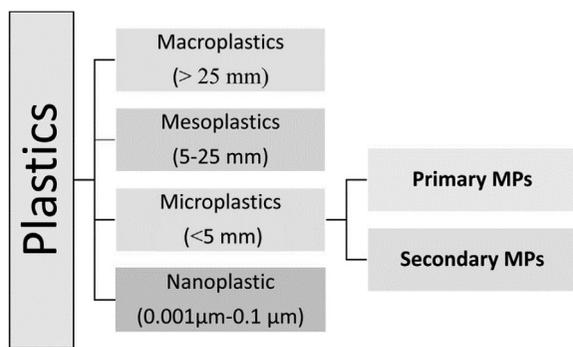 Plastics
Macroplastics
(> 25 mm)
Mesoplastics
(5-25 mm)
Microplastics
(<5 mm)
Nanoplastic
(0.001µm-0.1 µm)
Primary MPs
Secondary MPs